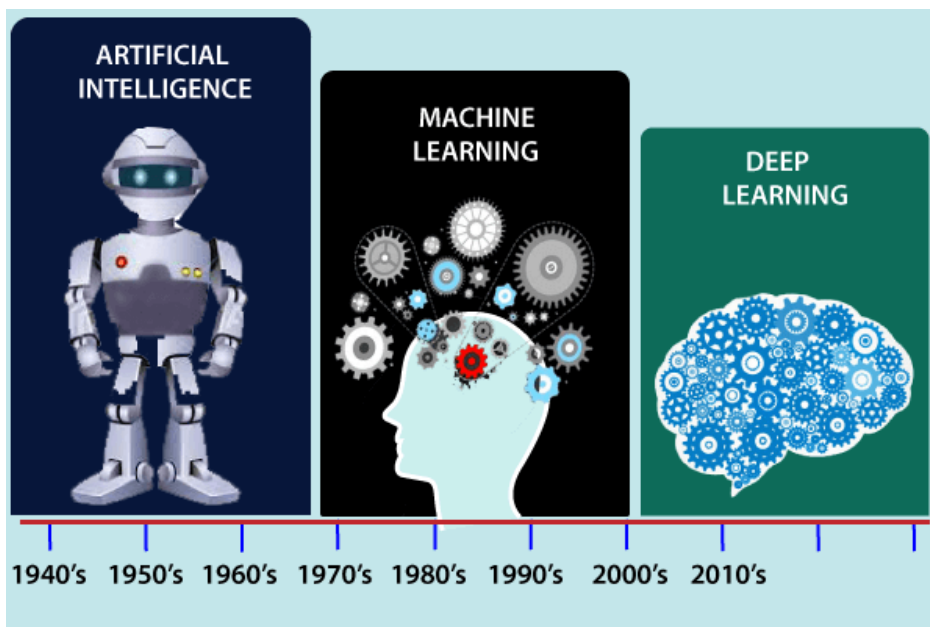 ARTIFICIAL
INTELLIGENCE
MACHINE
LEARNING
DEEP
LEARNING
1940's 1950's 1960's 1970's 1980's 1990's 2000's 2010's